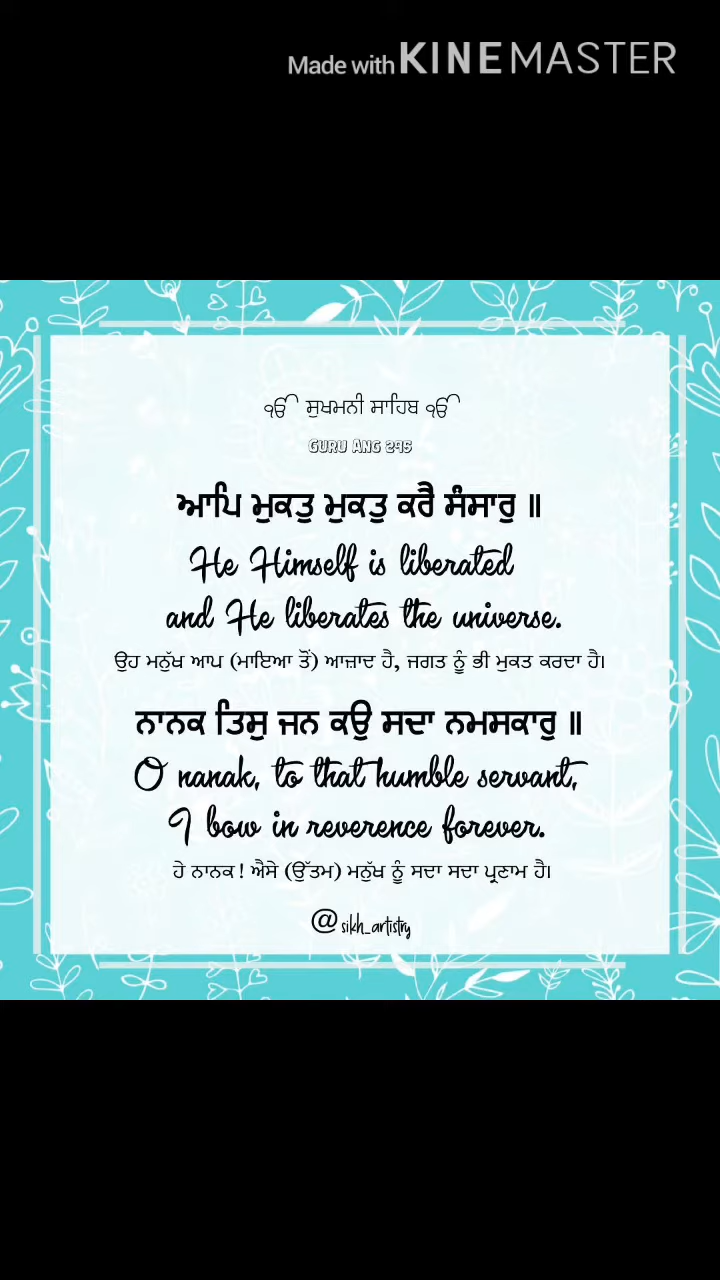 Made with KINEMASTER
ੴ ਸੁਖਮਨੀ ਸਾਹਿਬ ੴ
GURU ANG 295
ਆਪਿ ਮੁਕਤੁ ਮੁਕਤੁ ਕਰੈ ਸੰਸਾਰੁ ॥
He Himself is liberated
and He liberates the universe.
ਉਹ ਮਨੁੱਖ ਆਪ (ਮਾਇਆ ਤੋਂ) ਆਜ਼ਾਦ ਹੈ, ਜਗਤ ਨੂੰ ਭੀ ਮੁਕਤ ਕਰਦਾ ਹੈ।
ਨਾਨਕ ਤਿਸੁ ਜਨ ਕਉ ਸਦਾ ਨਮਸਕਾਰੁ ॥
O nanak, to that humble servant,
I bow in reverence forever.
ਹੇ ਨਾਨਕ! ਐਸੇ (ਉੱਤਮ) ਮਨੁੱਖ ਨੂੰ ਸਦਾ ਸਦਾ ਪ੍ਰਣਾਮ ਹੈ।
@sikh_artistry